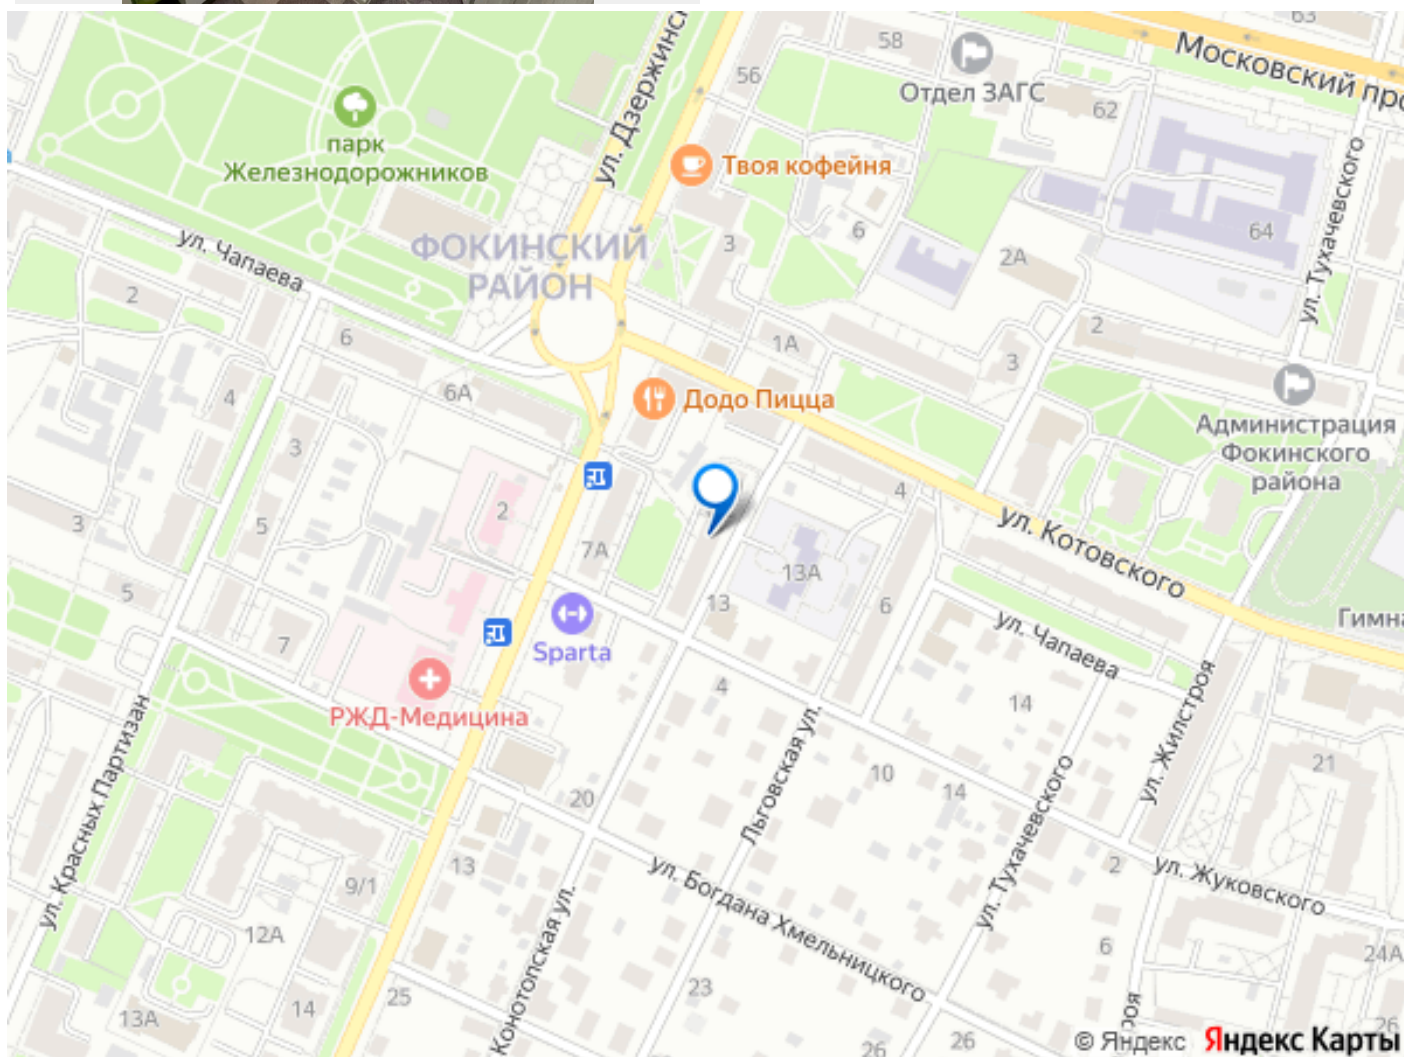 63
58
Московский про
56
Отдел ЗАГС
62
ул. Дзержинс
парк
Железнодорожников
Твоя кофейня
ул. Тухачевского
ул. Чапаева
ФОКИНСКИЙ
РАЙОН
3
6
2А
64
2
6
1А
2
3
6А
4
Додо Пицца
Администрация
Фокинского
района
3
2
4
ул. Котовского
3
5
7А
13А
5
13
6
Гимна
7
Sparta
ул. Чапаева
4
14
РЖД-Медицина
ул. Красных Партизан
Льговская ул.
ул. Жилстроя
10
14
21
20
ул. Тухачевского
13
9/1
2
ул. Жуковского
ул. Богдана Хмельницкого
12А
6
24А
Конотопская ул.
25
23
14
13А
26
26
26
роя
© Яндекс Яндекс Карты